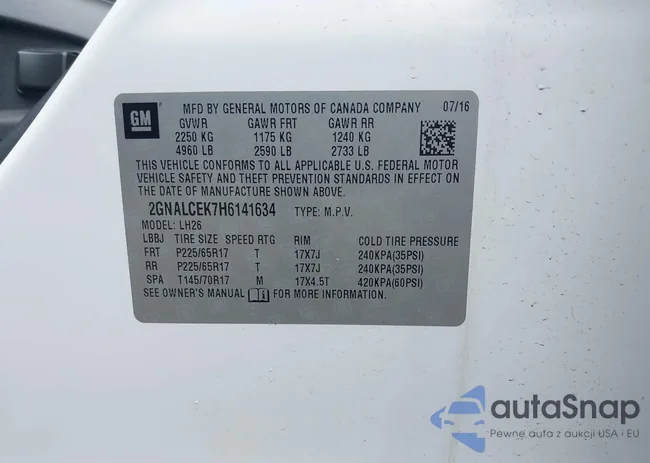 GM
MFD BY GENERAL MOTORS OF CANADA COMPANY 07/16
GVWR GAWR FRT GAWR RR
2250 KG 1175 KG 1240 KG
4960 LB 2590 LB 2733 LB
THIS VEHICLE CONFORMS TO ALL APPLICABLE U.S. FEDERAL MOTOR
VEHICLE SAFETY AND THEFT PREVENTION STANDARDS IN EFFECT ON
THE DATE OF MANUFACTURE SHOWN ABOVE.
2GNALCEK7H6141634 TYPE: M.P.V.
MODEL: LH26
LBBJ TIRE SIZE SPEED RTG RIM COLD TIRE PRESSURE
FRT P225/65R17 T 17X7J 240KPA(35PSI)
RR P225/65R17 T 17X7J 240KPA(35PSI)
SPA T145/70R17 M 17X4.5T 420KPA(60PSI)
SEE OWNER'S MANUAL FOR MORE INFORMATION.
autaSnap
Pewne auta z aukcji USA i EU